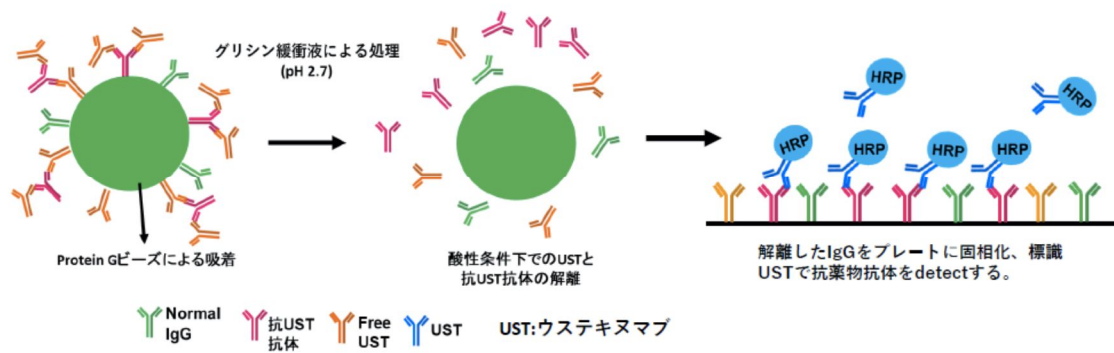 グリシン緩衝液による処理
(pH 2.7)
Protein Gビーズによる吸着
酸性条件下でのUSTと
抗UST抗体の解離
HRP
HRP
HRP
HRP
HRP
HRP
解離したIgGをプレートに固相化、標識
USTで抗薬物抗体をdetectする。
Normal
IgG
抗UST
抗体
Free
UST
UST
UST:ウステキヌマブ